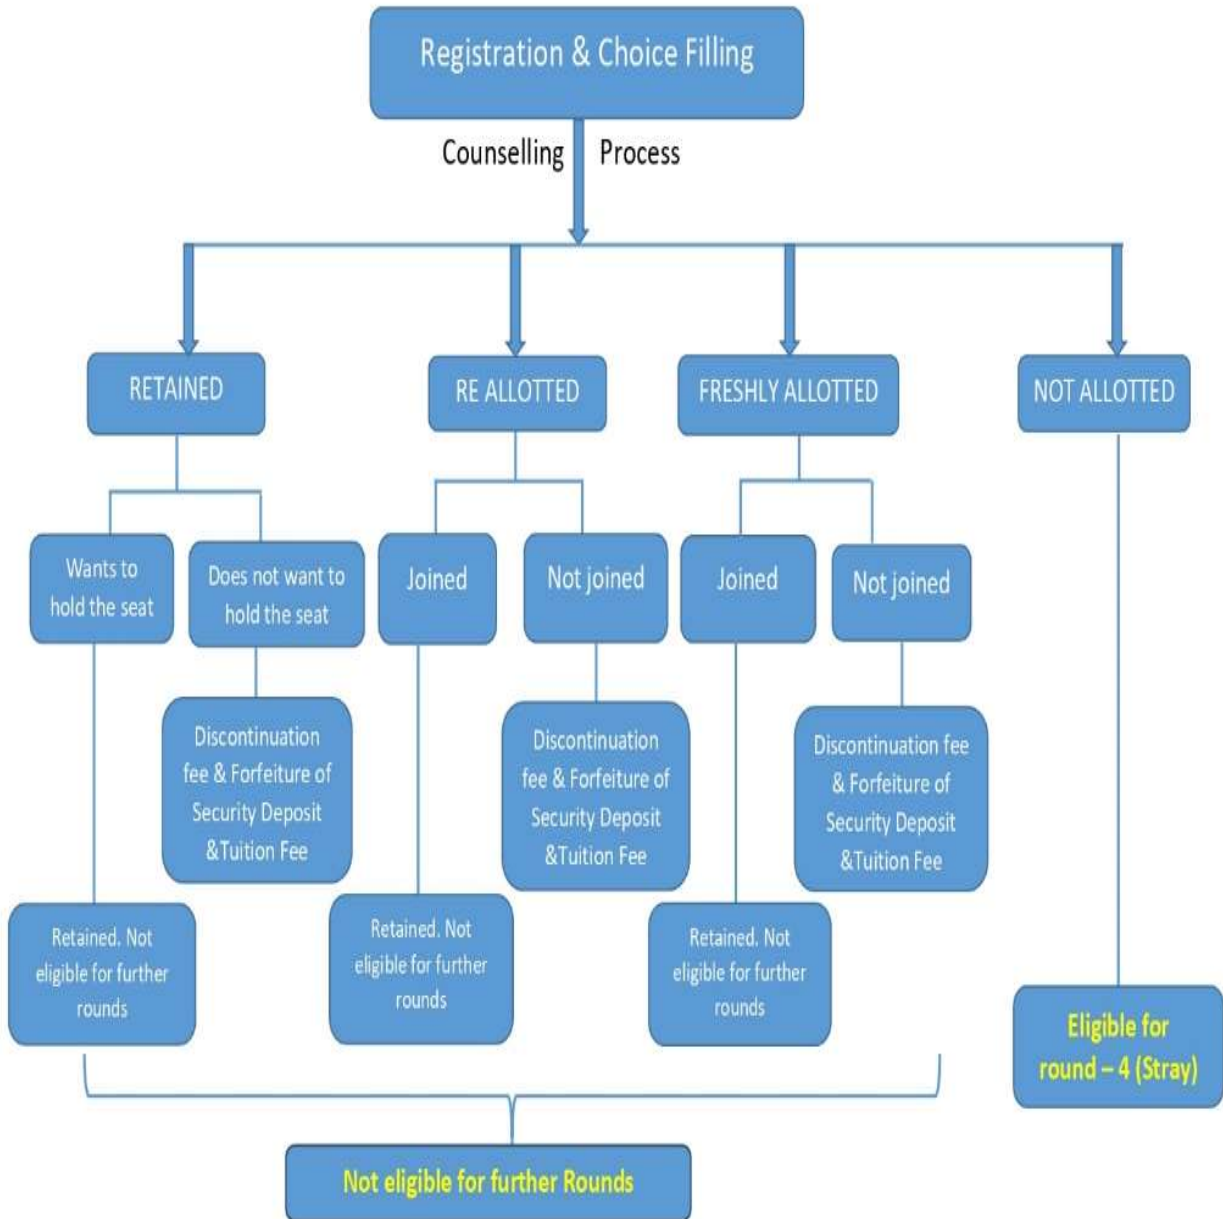 Registration & Choice Filling
Counselling Process
RETAINED
RE ALLOTTED
FRESHLY ALLOTTED
NOT ALLOTTED
Wants to
hold the seat
Does not want to
hold the seat
Joined
Not joined
Joined
Not joined
Discontinuation
fee & Forfeiture of
Security Deposit
&Tuition Fee
Discontinuation
fee & Forfeiture of
Security Deposit
&Tuition Fee
Discontinuation fee
& Forfeiture of
Security Deposit
&Tuition Fee
Retained. Not
eligible for further
rounds
Retained. Not
eligible for further
rounds
Retained. Not
eligible for further
rounds
Eligible for
round – 4 (Stray)
Not eligible for further Rounds